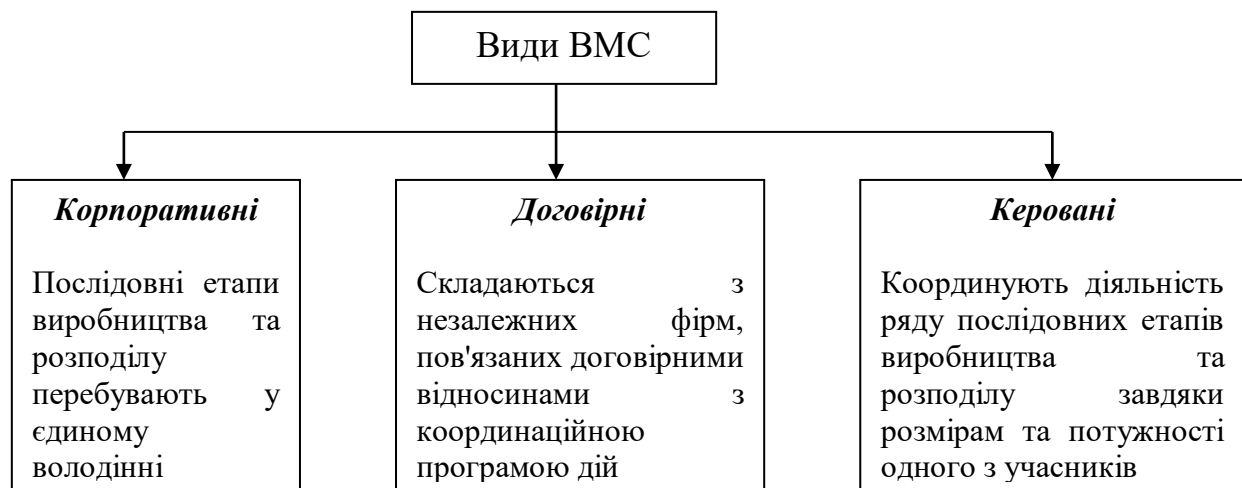 Види ВМС
Корпоративні
Послідовні етапи
виробництва та
розподілу
перебувають у
єдиному
володінні
Договірні
Складаються з
незалежних фірм,
пов'язаних договірними
відносинами з
координаційною
програмою дій
Керовані
Координують діяльність
ряду послідовних етапів
виробництва та
розподілу завдяки
розмірам та потужності
одного з учасників